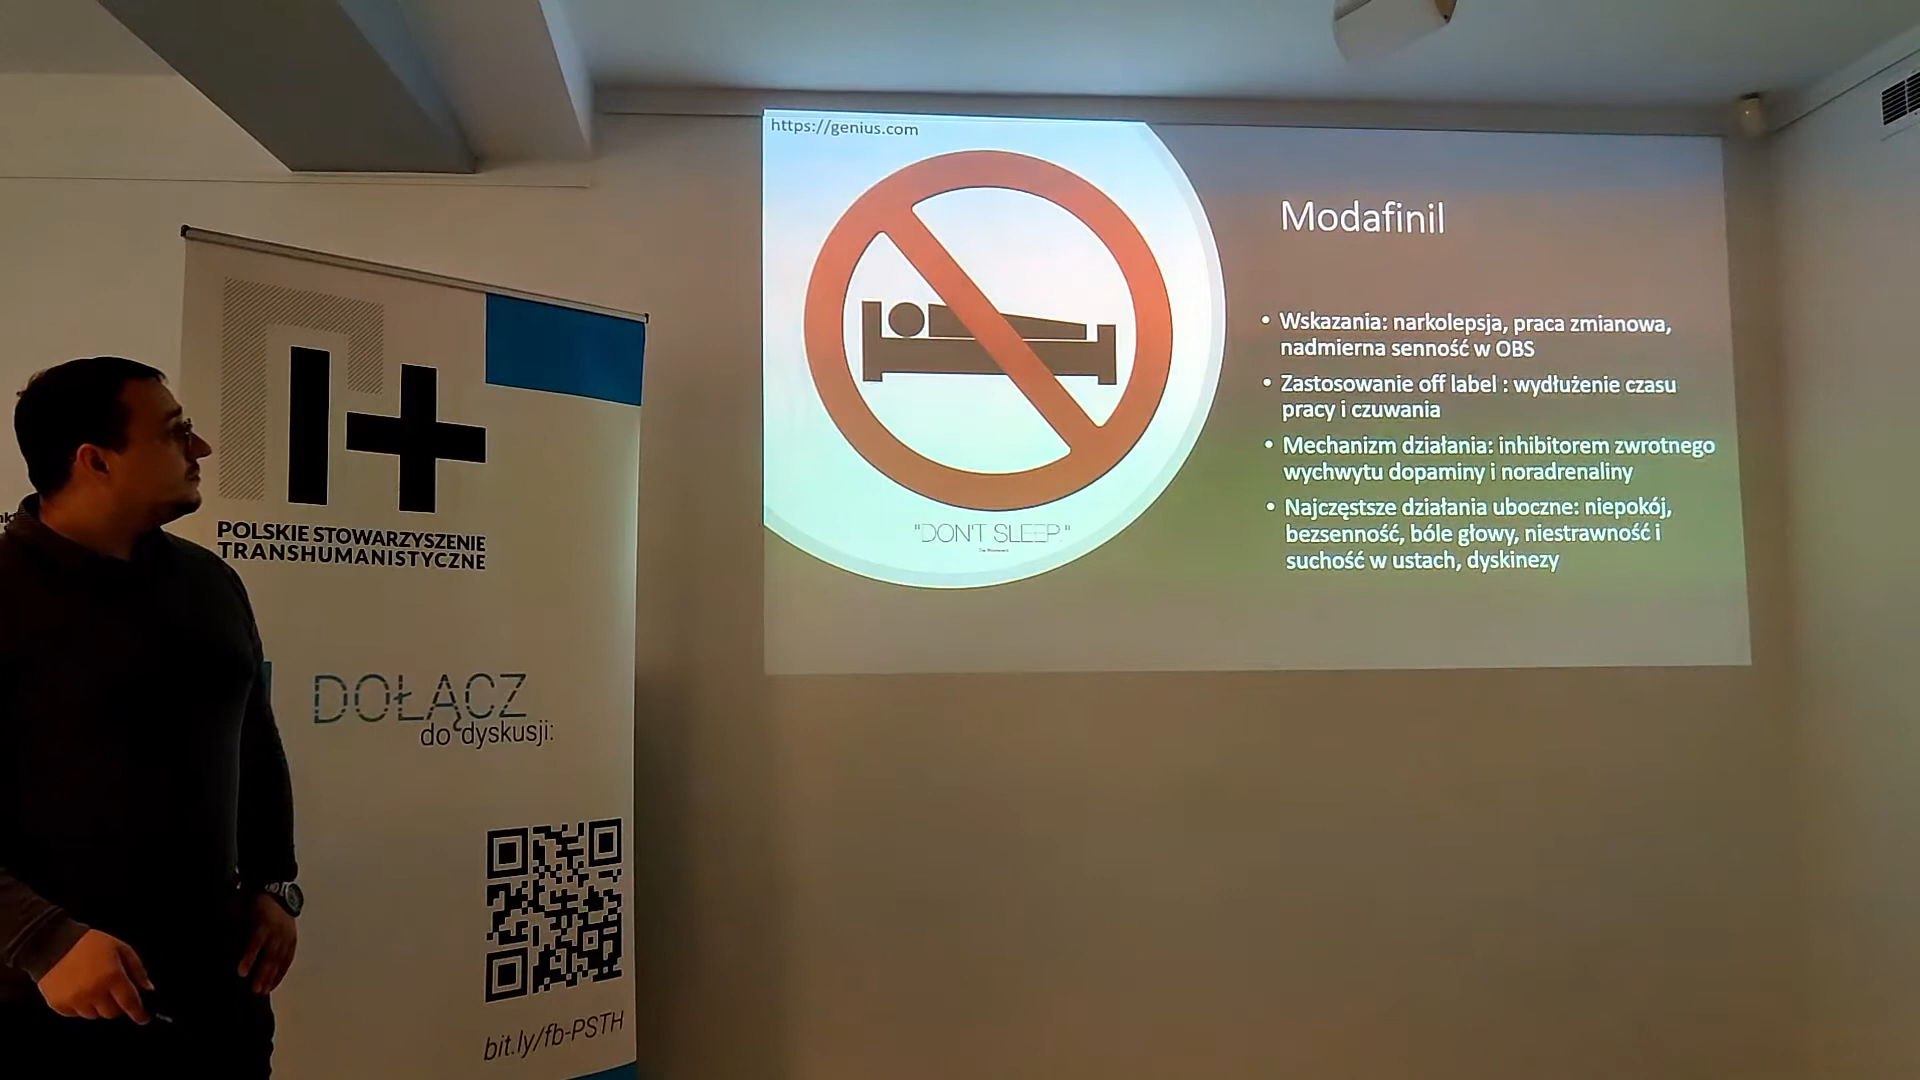 https://genius.com
"DON'T SLEEP."
Modafinil
• Wskazania: narkolepsja, praca zmianowa,
nadmierna senność w OBS
• Zastosowanie off label : wydłużenie czasu
pracy i czuwania
• Mechanizm działania: inhibitorem zwrotnego
wychwytu dopaminy i noradrenaliny
• Najczęstsze działania uboczne: niepokój,
bezsenność, bóle głowy, niestrawność i
suchość w ustach, dyskinezy
H+
POLSKIE STOWARZYSZENIE
TRANSHUMANISTYCZNE
DOŁĄCZ
do dyskusji:
bit.ly/fb-PSTH